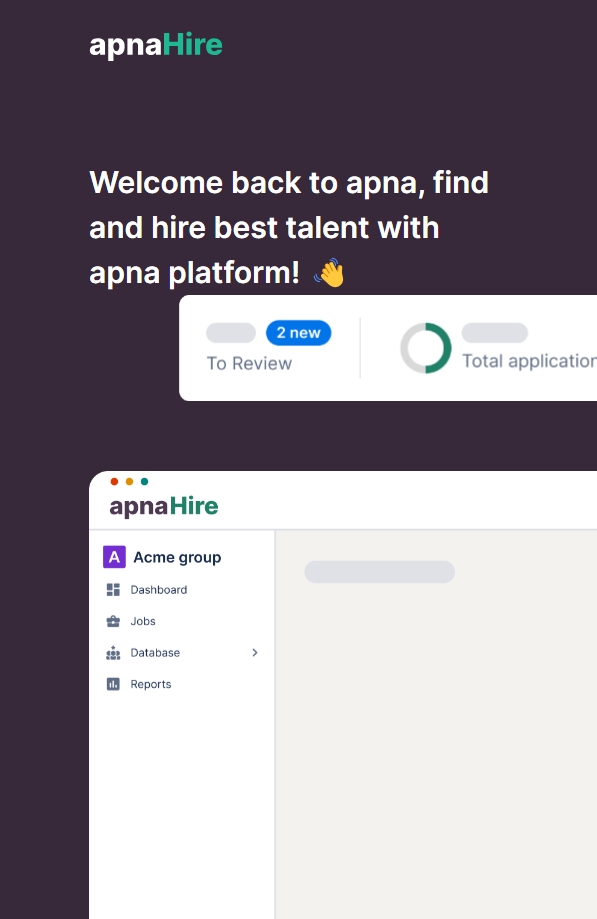 apnaHire
Welcome back to apna, find
and hire best talent with
apna platform! 👋
2 new
To Review
Total application
apnaHire
A Acme group
Dashboard
Jobs
Database
Reports